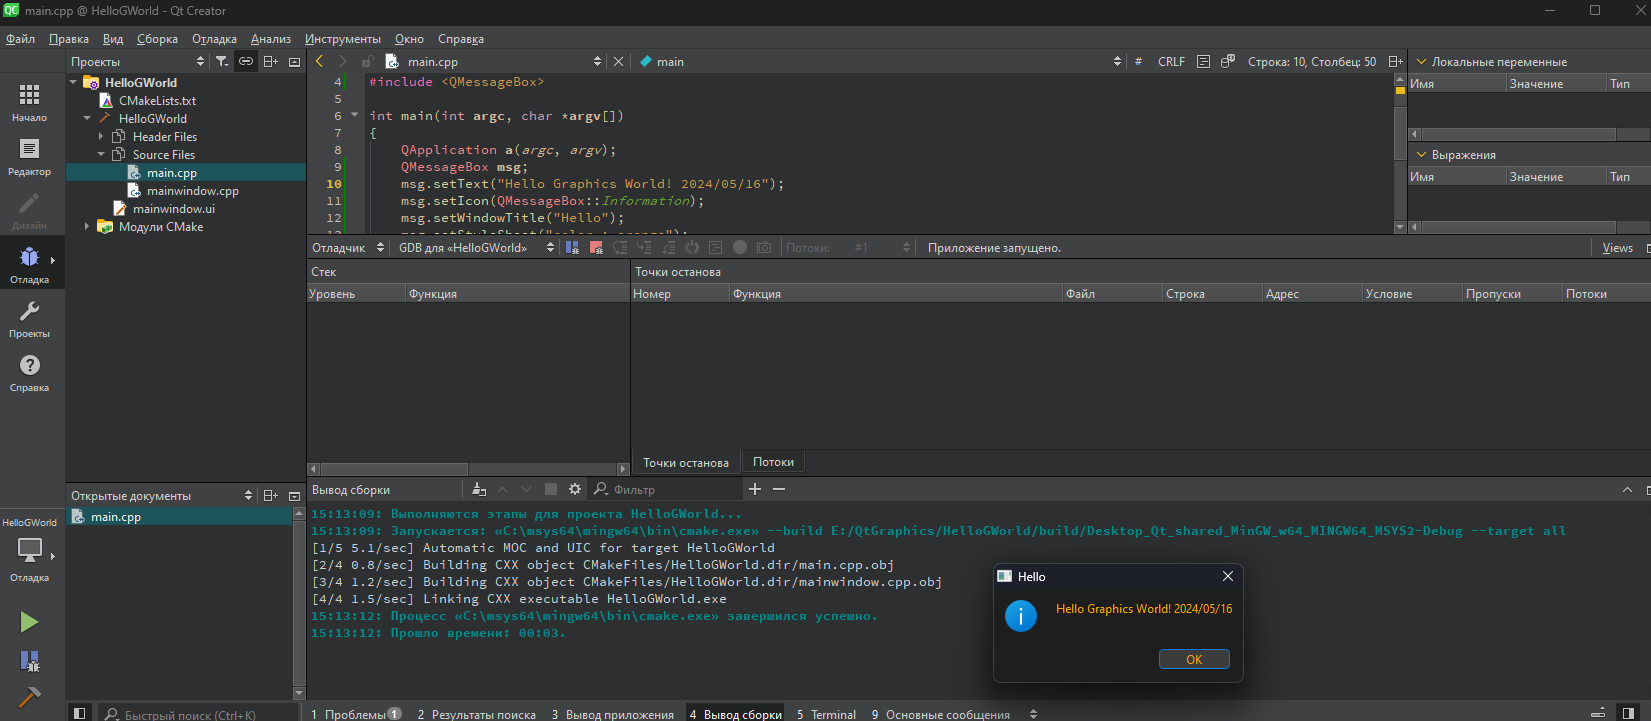 main.cpp @ HelloGWorld - Qt Creator
Файл Правка Вид Сборка Отладка Анализ Инструменты Окно Справка
Начало
Редактор
Дизайн
Отладка
Проекты
Справка
HelloGWorld
Отладка
Проекты
HelloGWorld
CMakeLists.txt
HelloGWorld
Header Files
Source Files
main.cpp
mainwindow.cpp
mainwindow.ui
Модули CMake
Открытые документы
main.cpp
main.cpp main # CRLF Строка: 10, Столбец: 50
4 #include <QMessageBox>
5
6 int main(int argc, char *argv[])
7 {
8 QApplication a(argc, argv);
9 QMessageBox msg;
10 msg.setText("Hello Graphics World! 2024/05/16");
11 msg.setIcon(QMessageBox::Information);
12 msg.setWindowTitle("Hello");
Локальные переменные
Имя Значение Тип
Выражения
Имя Значение Тип
Отладчик GDB для «HelloGWorld» Потоки: #1 Приложение запущено. Views
Стек
Уровень Функция
Точки останова
Номер Функция Файл Строка Адрес Условие Пропуски Потоки
Точки останова Потоки
Вывод сборки Фильтр
15:13:09: Выполняются этапы для проекта HelloGWorld...
15:13:09: Запускается: «C:\msys64\mingw64\bin\cmake.exe» --build E:/QtGraphics/HelloGWorld/build/Desktop_Qt_shared_MinGW_w64_MINGW64_MSYS2-Debug --target all
[1/5 5.1/sec] Automatic MOC and UIC for target HelloGWorld
[2/4 0.8/sec] Building CXX object CMakeFiles/HelloGWorld.dir/main.cpp.obj
[3/4 1.2/sec] Building CXX object CMakeFiles/HelloGWorld.dir/mainwindow.cpp.obj
[4/4 1.5/sec] Linking CXX executable HelloGWorld.exe
15:13:12: Процесс «C:\msys64\mingw64\bin\cmake.exe» завершился успешно.
15:13:12: Прошло времени: 00:03.
Hello
Hello Graphics World! 2024/05/16
OK
Быстрый поиск (Ctrl+K) 1 Проблемы 1 2 Результаты поиска 3 Вывод приложения 4 Вывод сборки 5 Terminal 9 Основные сообщения